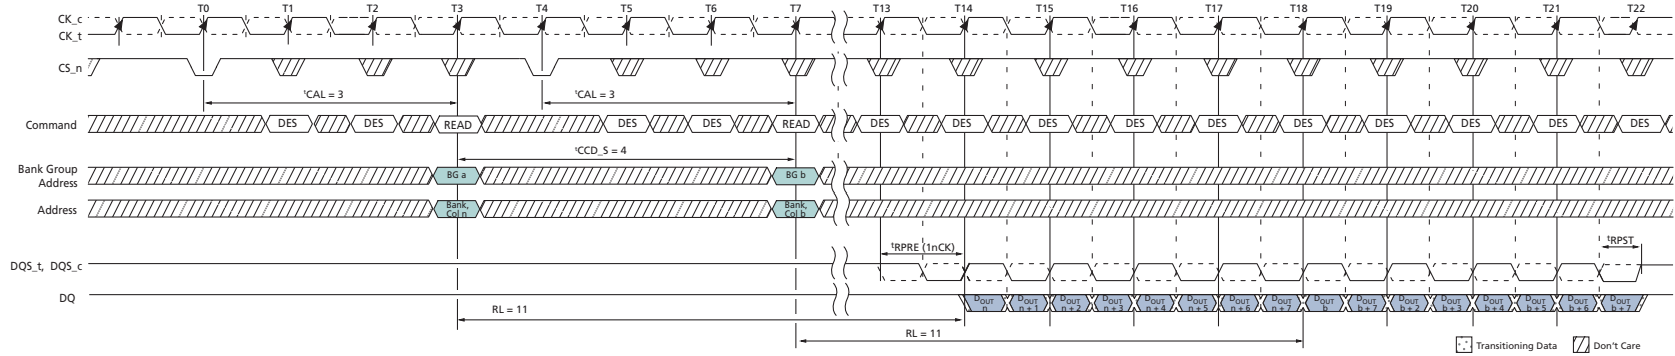 CK_c
CK_t
T0 T1 T2 T3 T4 T5 T6 T7 T13 T14 T15 T16 T17 T18 T19 T20 T21 T22
CS_n
tCAL = 3 tCAL = 3
Command DES DES READ DES DES READ DES DES DES DES DES DES DES DES DES DES
tCCD_S = 4
Bank Group
Address
BG a BG b
Address
Bank,
Col n
Bank,
Col b
tRPRE (1nCK) tRPST
DQS_t, DQS_c
DQ
DOUT
n
DOUT
n + 1
DOUT
n + 2
DOUT
n + 3
DOUT
n + 4
DOUT
n + 5
DOUT
n + 6
DOUT
n + 7
DOUT
b
DOUT
b + 7
DOUT
b + 2
DOUT
b + 3
DOUT
b + 4
DOUT
b + 5
DOUT
b + 6
DOUT
b + 7
RL = 11
RL = 11
Transitioning Data Don't Care